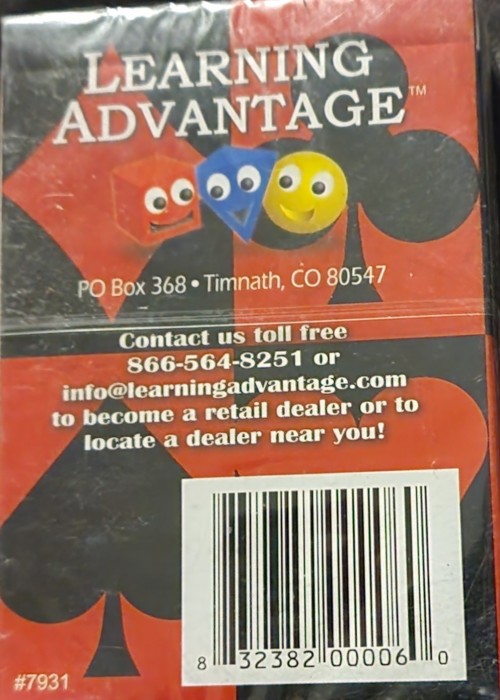 LEARNING
ADVANTAGE™
PO Box 368 • Timnath, CO 80547
Contact us toll free
866-564-8251 or
info@learningadvantage.com
to become a retail dealer or to
locate a dealer near you!
8 32382 00006 0
#7931